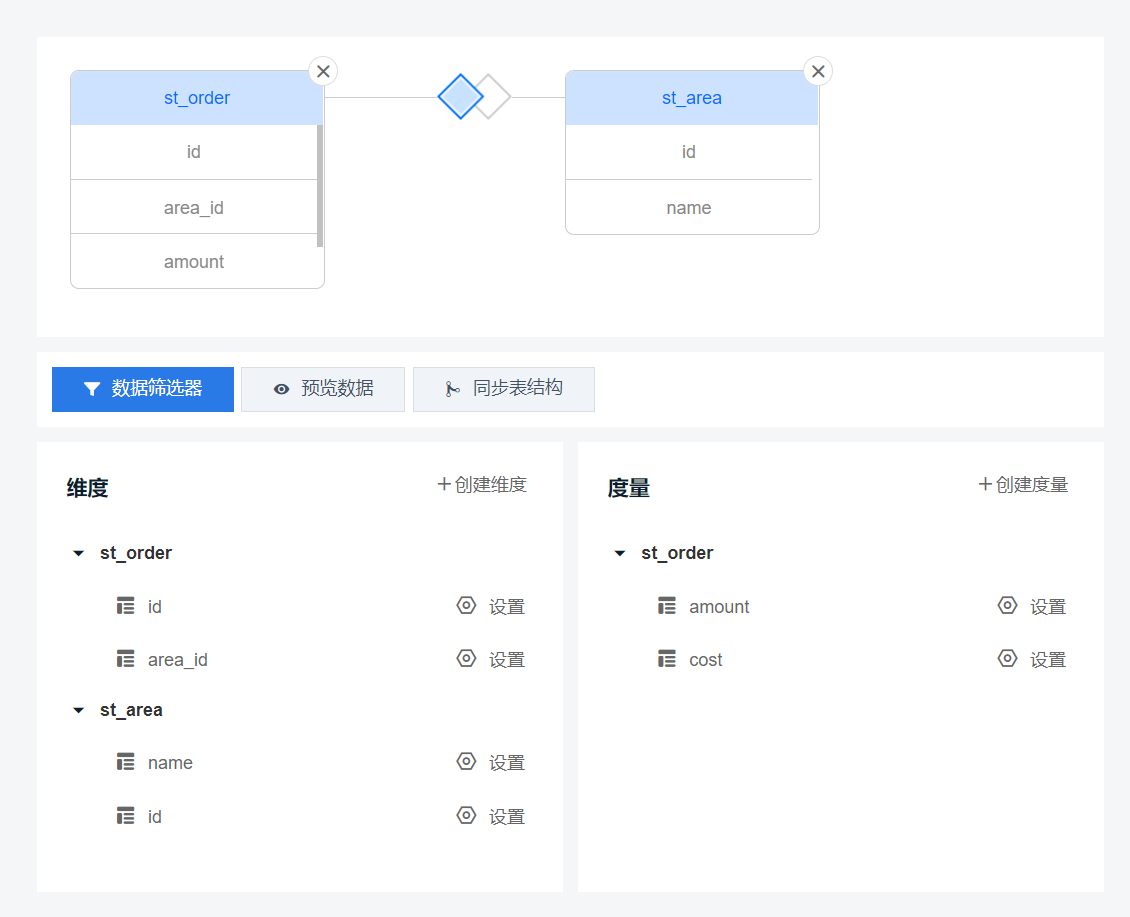 st_order
id
area_id
amount
st_area
id
name
数据筛选器
预览数据
同步表结构
维度
创建维度
st_order
id 设置
area_id 设置
st_area
name 设置
id 设置
度量
创建度量
st_order
amount 设置
cost 设置